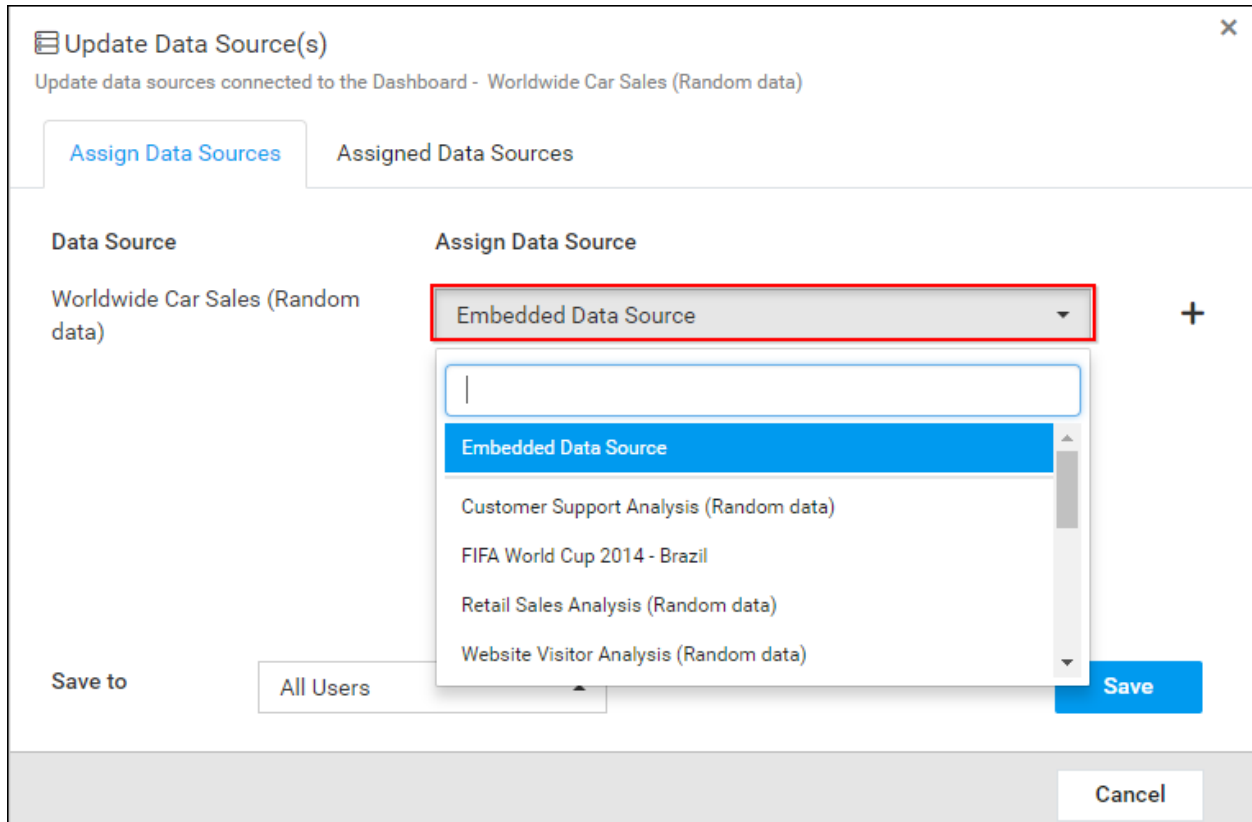 Update Data Source(s)
Update data sources connected to the Dashboard - Worldwide Car Sales (Random data)
Assign Data Sources
Assigned Data Sources
Data Source
Assign Data Source
Worldwide Car Sales (Random
data)
Embedded Data Source
Embedded Data Source
Customer Support Analysis (Random data)
FIFA World Cup 2014 - Brazil
Retail Sales Analysis (Random data)
Website Visitor Analysis (Random data)
Save to
All Users
Save
Cancel